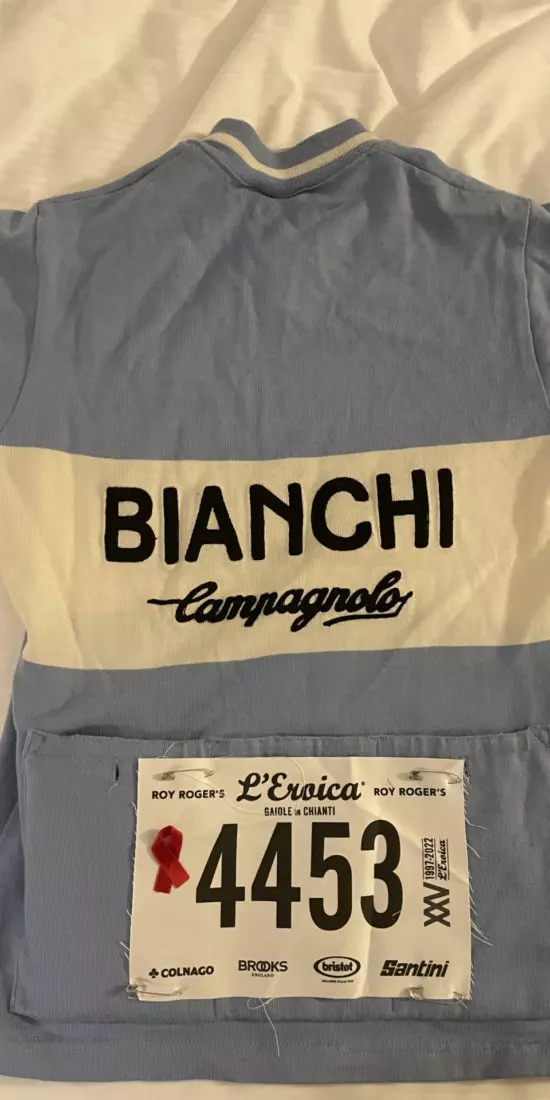 BIANCHI
Campagnolo
ROY ROGER'S L'Eroica ROY ROGER'S
GAIOLE in CHIANTI
4453
XXV 1997-2022
L'Eroica
COLNAGO BROOKS bristot Santini
ENGLAND